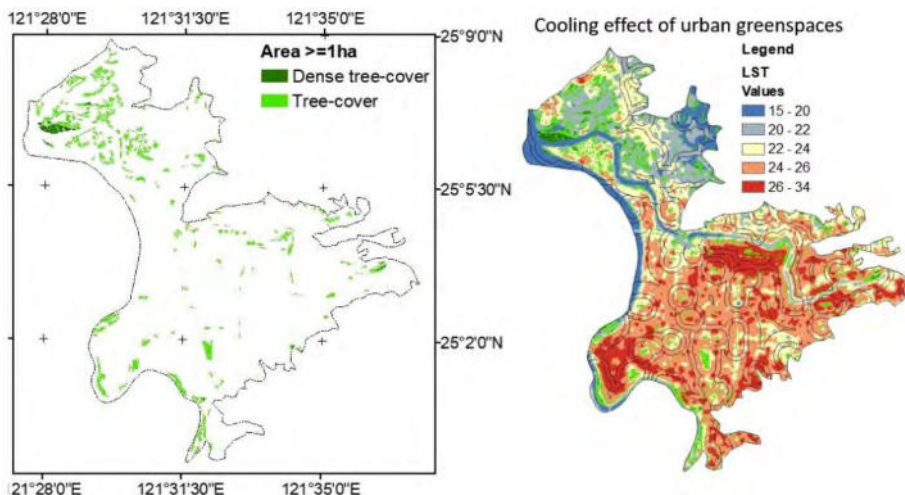 121°28'0"E 121°31'30"E 121°35'0"E
Area >=1ha
Dense tree-cover
Tree-cover
25°9'0"N
25°5'30"N
25°2'0"N
121°28'0"E 121°31'30"E 121°35'0"E
Cooling effect of urban greenspaces
Legend
LST
Values
15 - 20
20 - 22
22 - 24
24 - 26
26 - 34